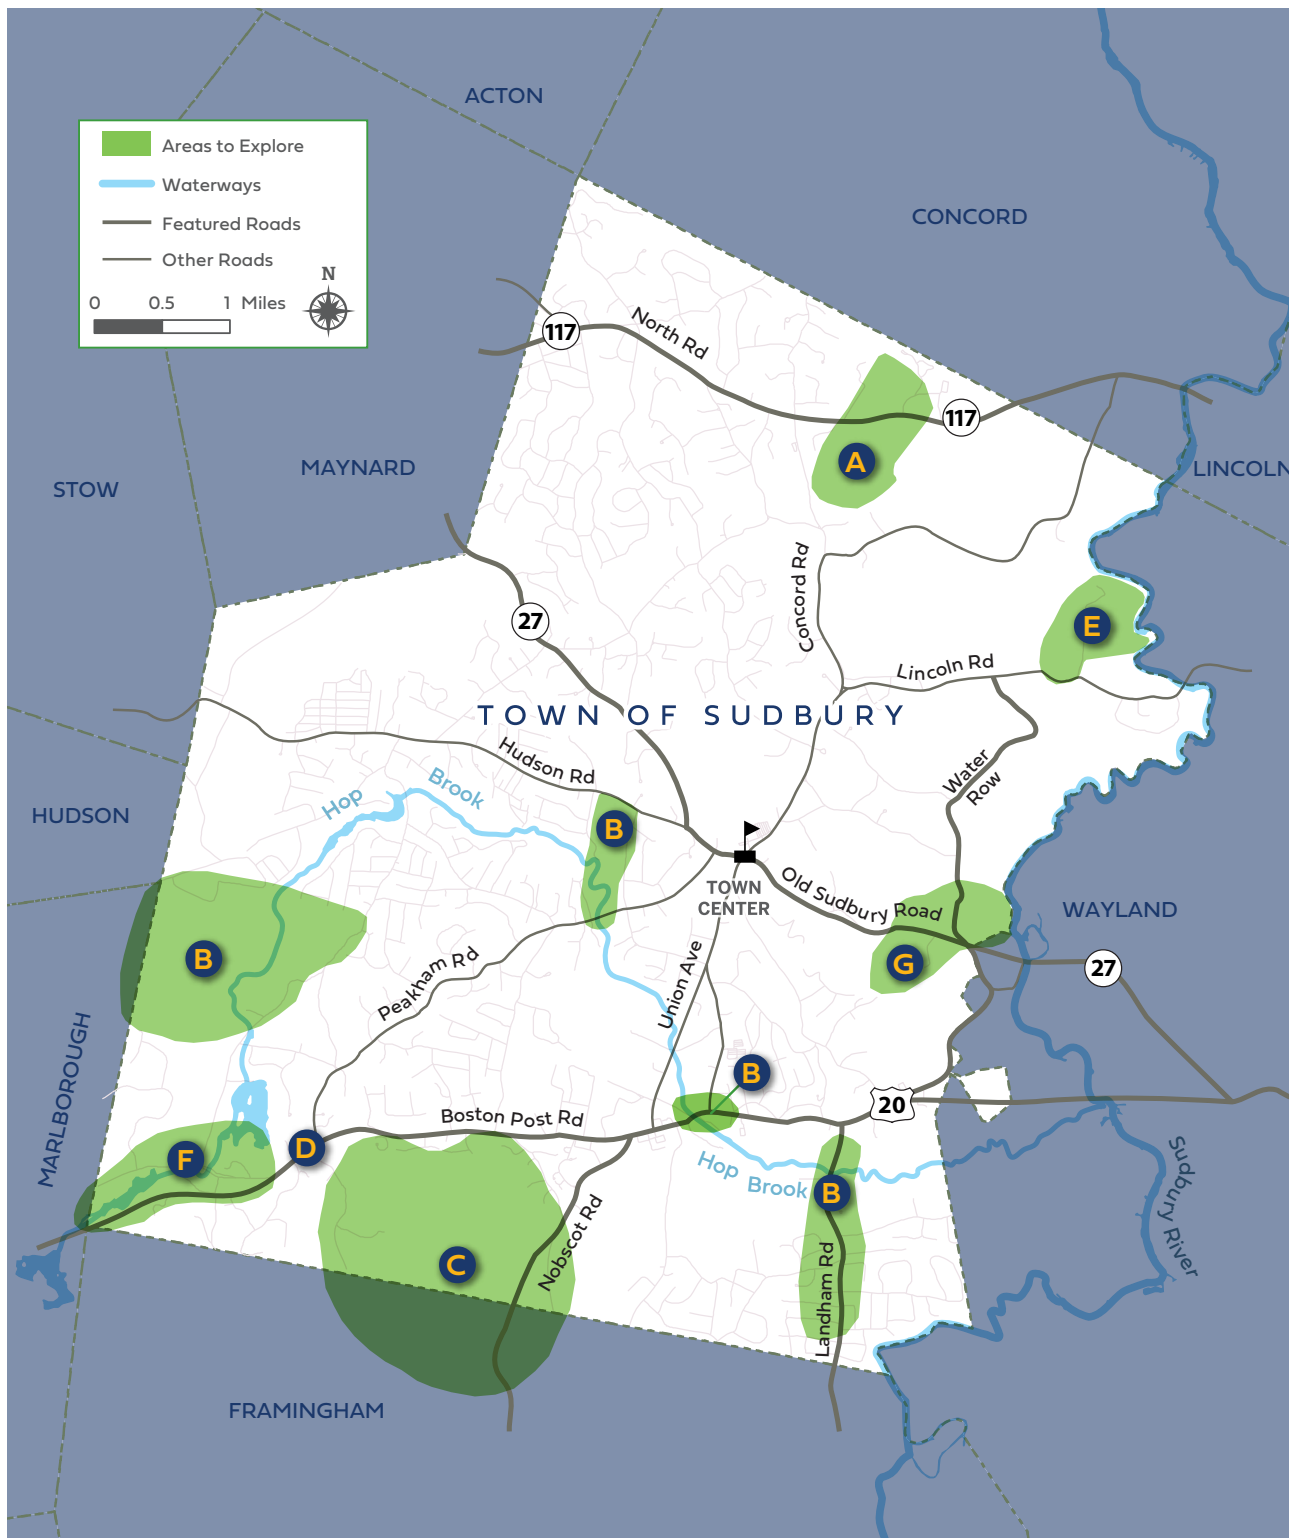 ACTON
CONCORD
Areas to Explore
Waterways
Featured Roads
Other Roads
N
0 0.5 1 Miles
117
North Rd
117
A
MAYNARD
STOW
LINCOLN
Concord Rd
27
E
Lincoln Rd
TOWN OF SUDBURY
Hudson Rd
Water
Row
Hop
Brook
HUDSON
B
TOWN
CENTER
Old Sudbury Road
WAYLAND
B
Peakham Rd
Union Ave
G
27
MARLBOROUGH
B
20
Boston Post Rd
D
F
Hop Brook
B
Sudbury
River
Nobscot Rd
C
Landham Rd
FRAMINGHAM